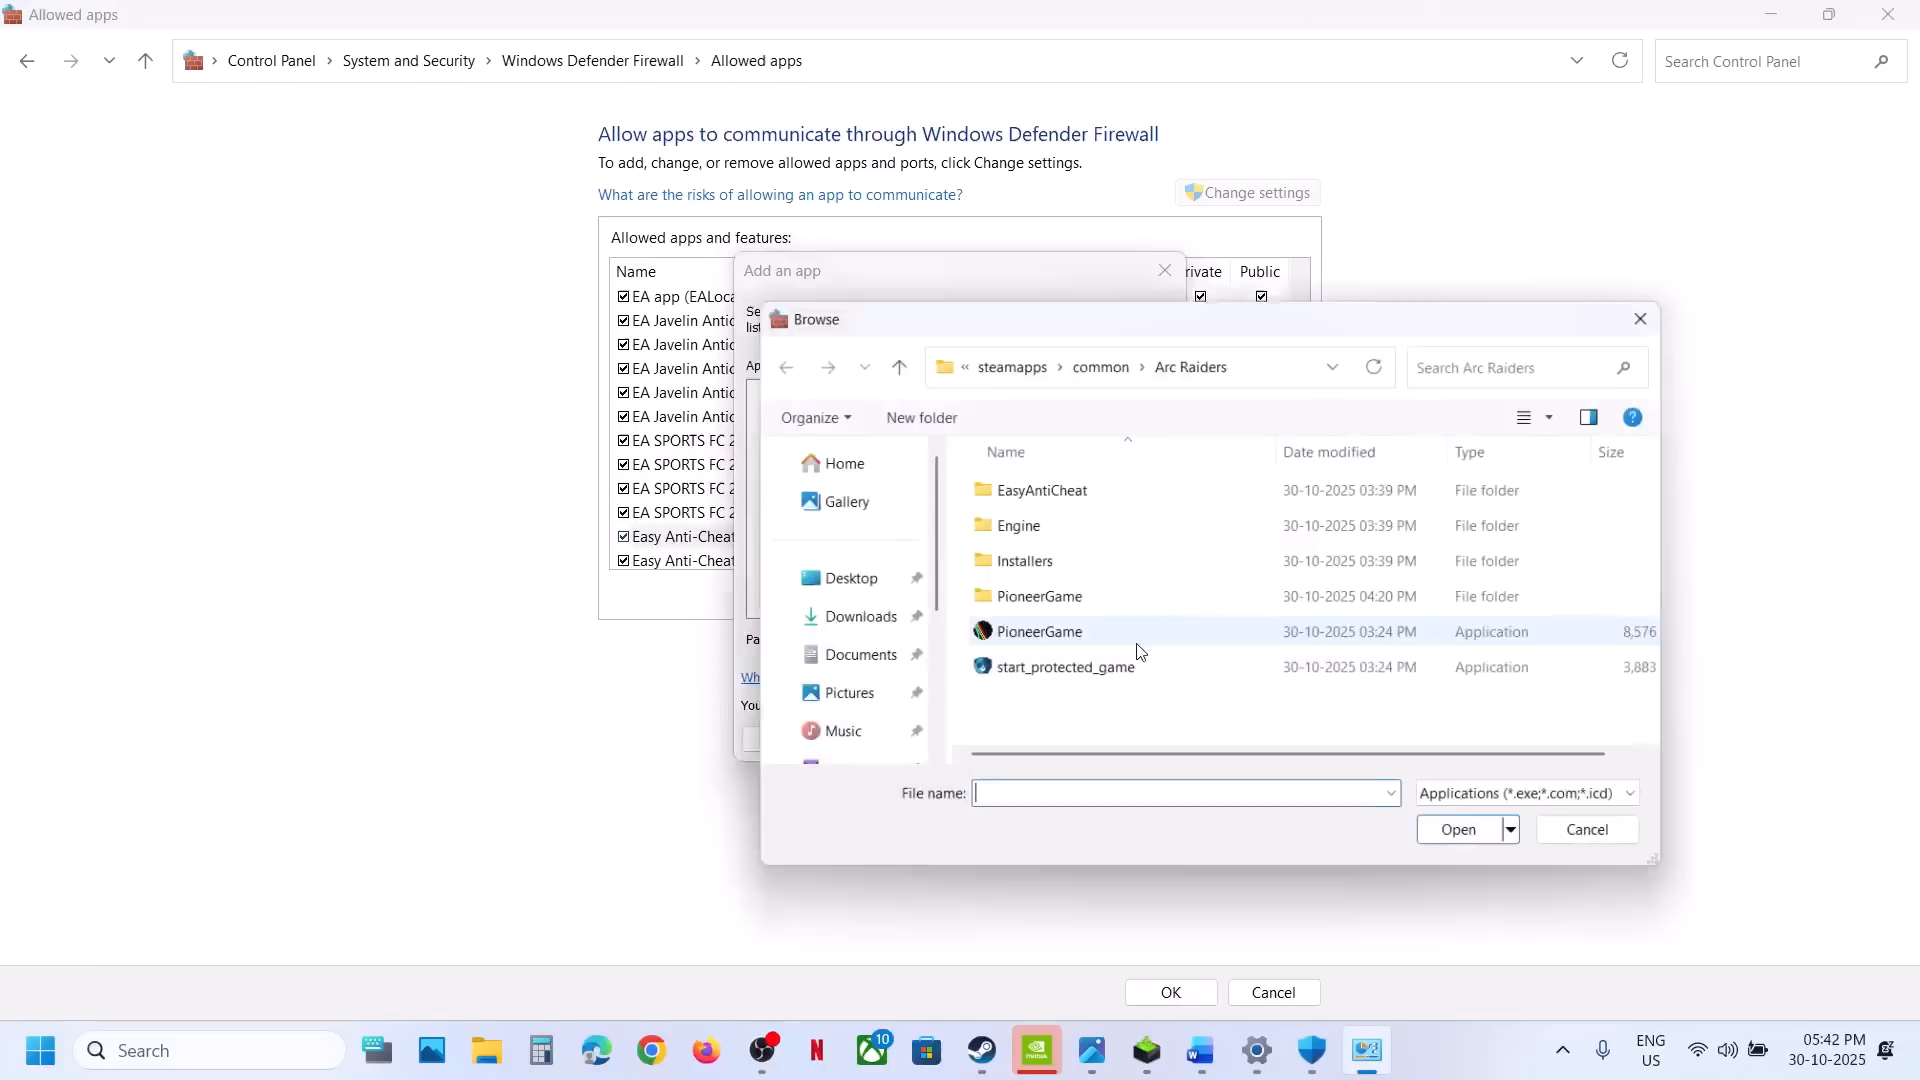 Allowed apps
Control Panel > System and Security > Windows Defender Firewall > Allowed apps
Search Control Panel
Allow apps to communicate through Windows Defender Firewall
To add, change, or remove allowed apps and ports, click Change settings.
What are the risks of allowing an app to communicate?
Change settings
Allowed apps and features:
Name
Public
Add an app
EA app (EALoca
EA Javelin Antic
EA Javelin Antic
EA Javelin Antic
EA Javelin Antic
EA Javelin Antic
EA SPORTS FC 2
EA SPORTS FC 2
EA SPORTS FC 2
EA SPORTS FC 2
Easy Anti-Cheat
Easy Anti-Cheat
rivate
Se
list
Ap
Pa
Wh
You
Browse
« steamapps > common > Arc Raiders
Search Arc Raiders
Organize
New folder
Home
Gallery
Desktop
Downloads
Documents
Pictures
Music
Name Date modified Type Size
EasyAntiCheat 30-10-2025 03:39 PM File folder
Engine 30-10-2025 03:39 PM File folder
Installers 30-10-2025 03:39 PM File folder
PioneerGame 30-10-2025 04:20 PM File folder
PioneerGame 30-10-2025 03:24 PM Application 8,576
start_protected_game 30-10-2025 03:24 PM Application 3,883
File name:
Applications (*.exe;*.com;*.icd)
Open
Cancel
OK
Cancel
Search
10
ENG
US
05:42 PM
30-10-2025